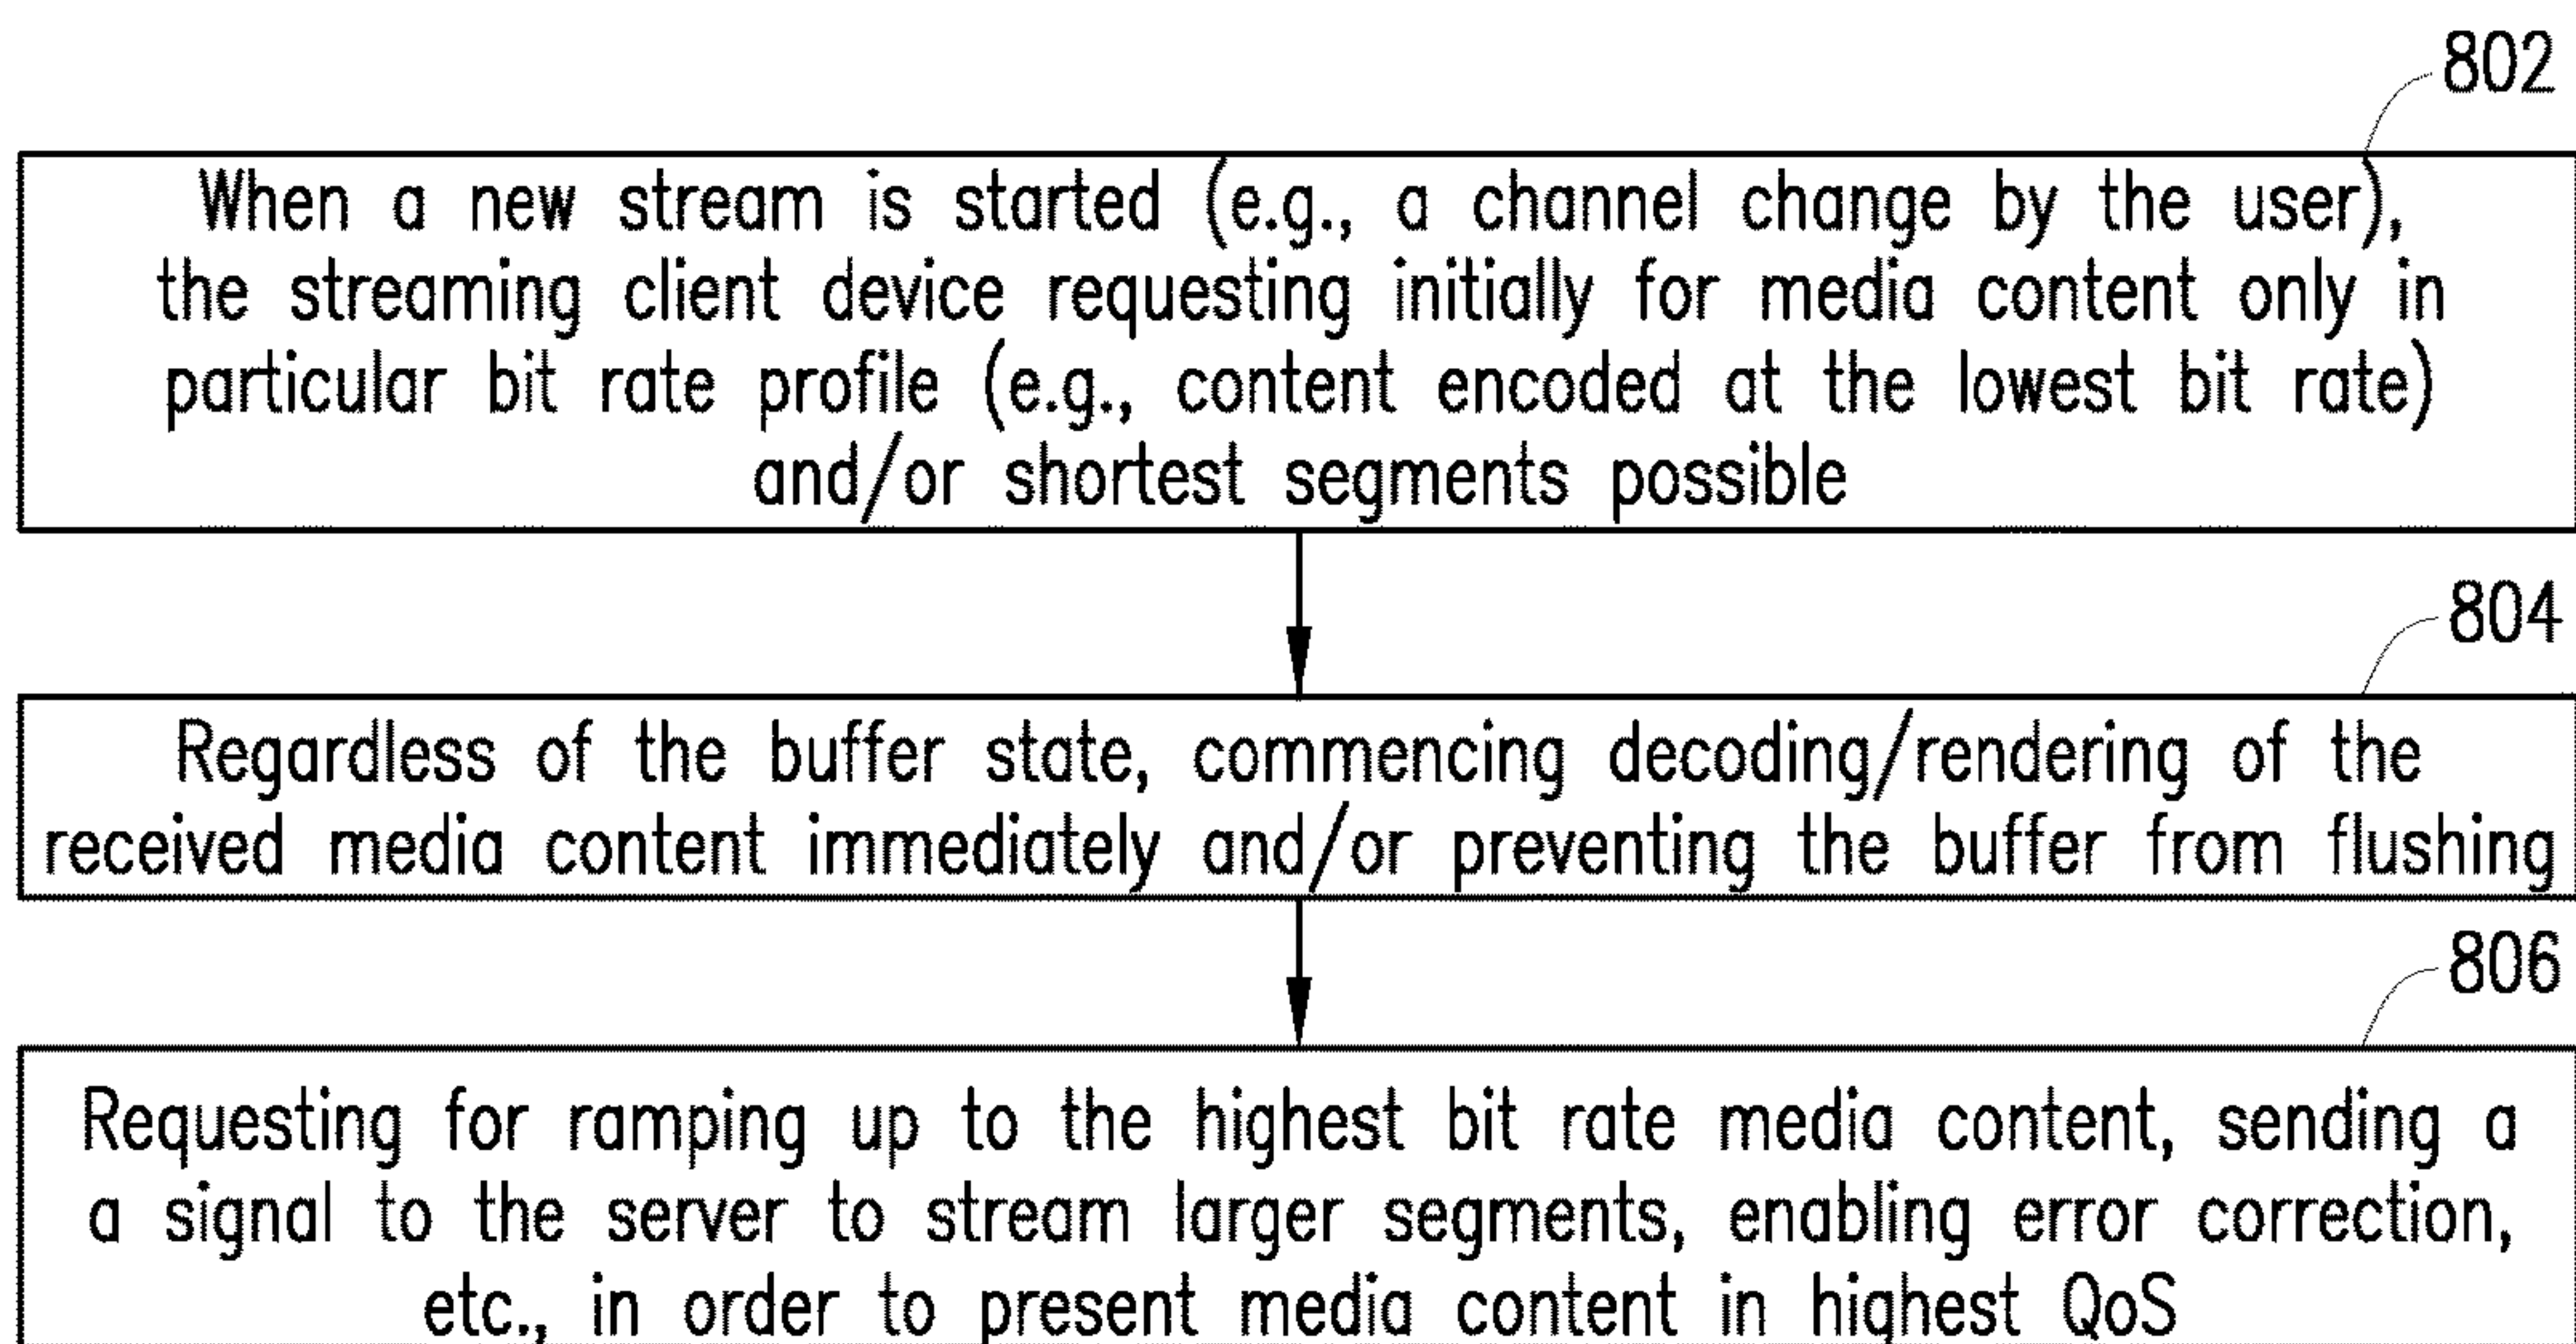 802
When a new stream is started (e.g., a channel change by the user),
the streaming client device requesting initially for media content only in
particular bit rate profile (e.g., content encoded at the lowest bit rate)
and/or shortest segments possible
804
Regardless of the buffer state, commencing decoding/rendering of the
received media content immediately and/or preventing the buffer from flushing
806
Requesting for ramping up to the highest bit rate media content, sending a
a signal to the server to stream larger segments, enabling error correction,
etc., in order to present media content in highest QoS